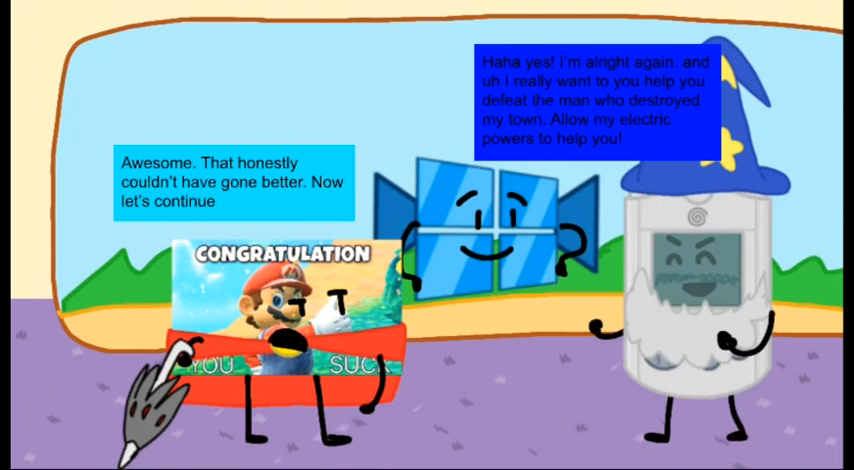 Haha yes! I'm alright again. and
uh I really want to you help you
defeat the man who destroyed
my town. Allow my electric
powers to help you!
Awesome. That honestly
couldn't have gone better. Now
let's continue
CONGRATULATION
YOU SUC